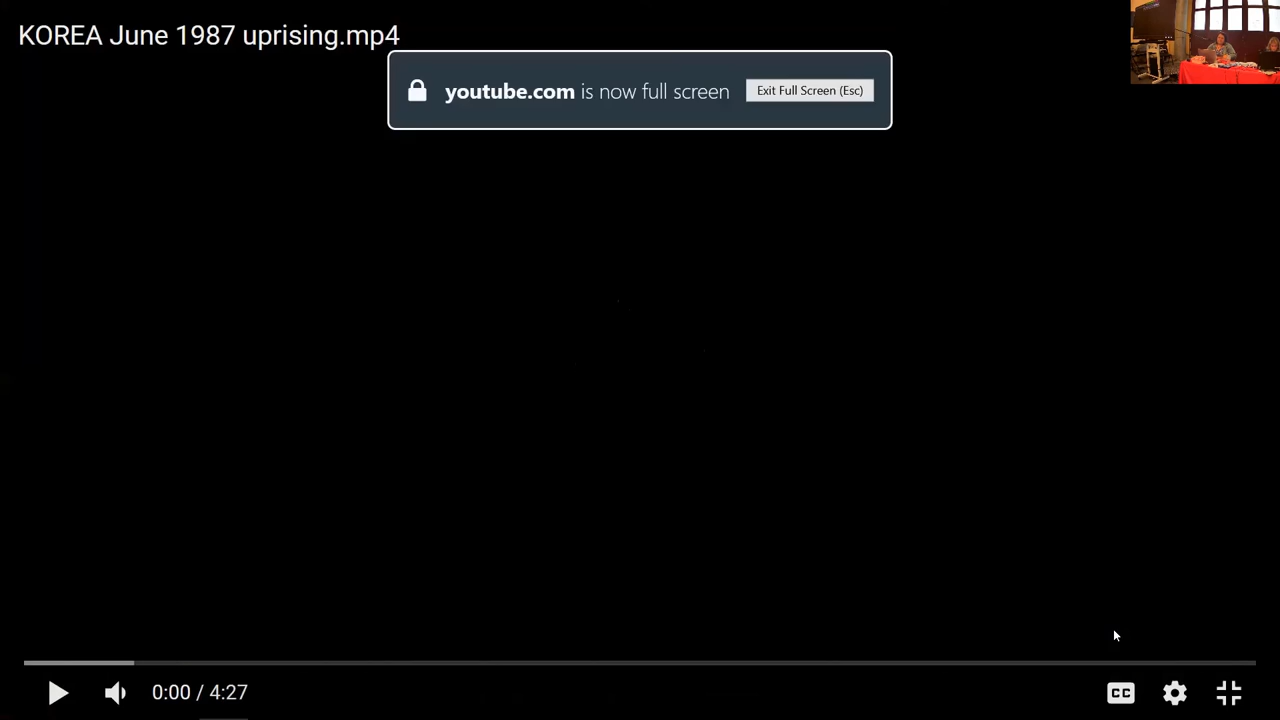 KOREA June 1987 uprising.mp4
youtube.com is now full screen
Exit Full Screen (Esc)
0:00 / 4:27
CC